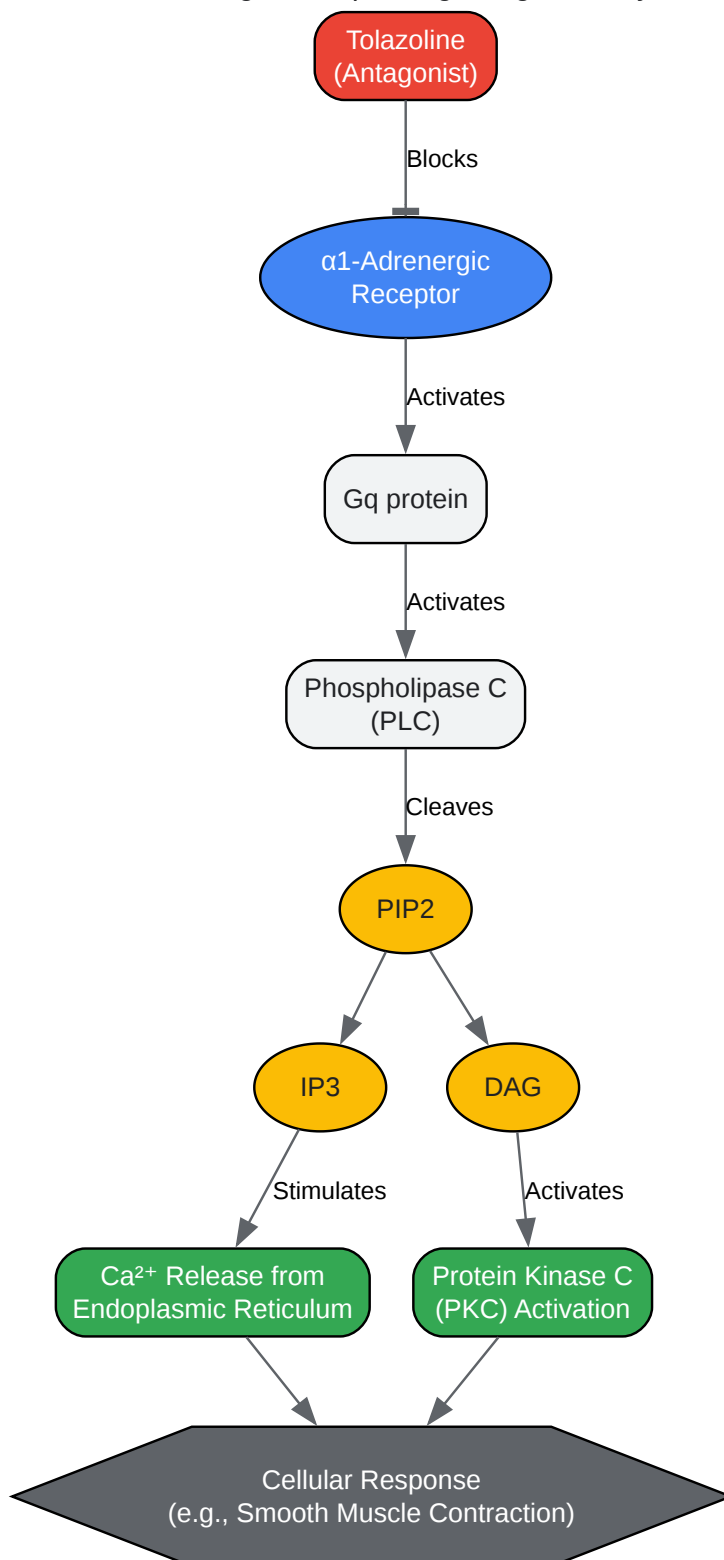 Tolazoline
(Antagonist)
Blocks
α1-Adrenergic
Receptor
Activates
Gq protein
Activates
Phospholipase C
(PLC)
Cleaves
PIP2
IP3
DAG
Stimulates
Activates
Ca²⁺ Release from
Endoplasmic Reticulum
Protein Kinase C
(PKC) Activation
Cellular Response
(e.g., Smooth Muscle Contraction)